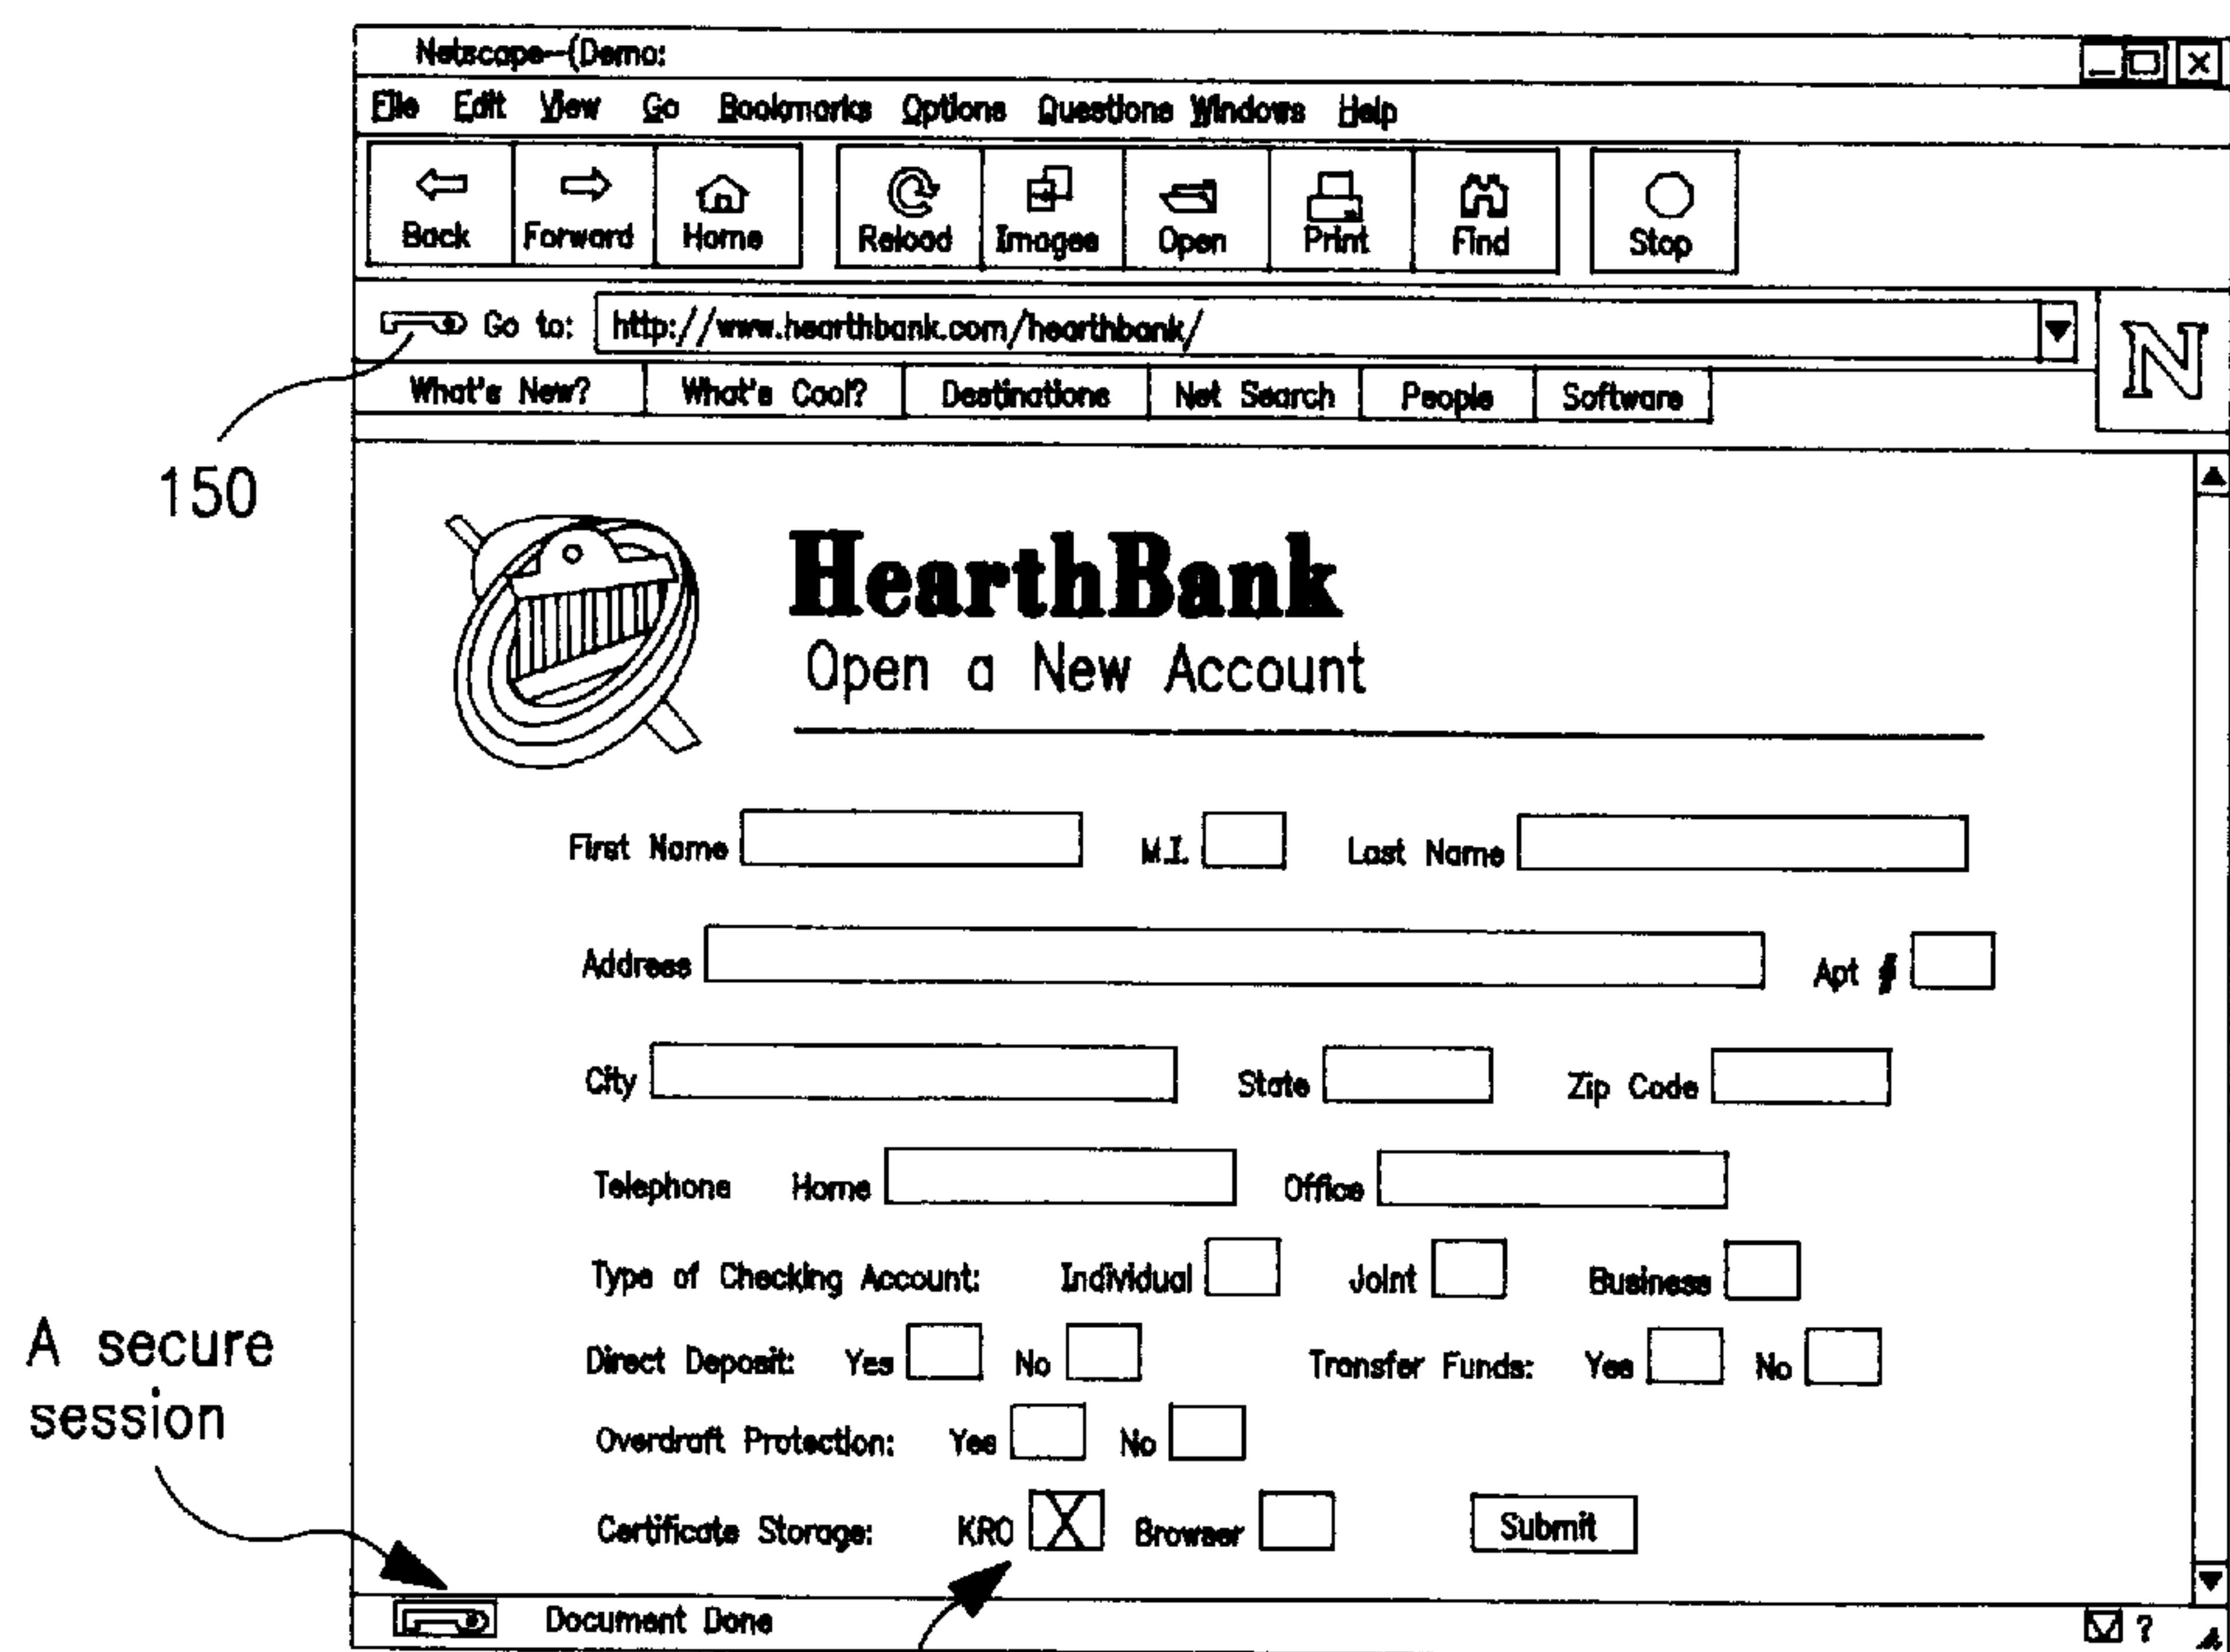 Netscape--(Demo:
File Edit View Go Bookmarks Options Questions Windows Help
Back Forward Home Reload Images Open Print Find Stop
Go to: http://www.hearthbank.com/hearthbank/
N
What's New? What's Cool? Destinations Net Search People Software
150
HearthBank
Open a New Account
First Name M.I. Last Name
Address Apt #
City State Zip Code
Telephone Home Office
Type of Checking Account: Individual Joint Business
Direct Deposit: Yes No Transfer Funds: Yes No
Overdraft Protection: Yes No
Certificate Storage: KRO X Browser Submit
A secure
session
Document Done ?